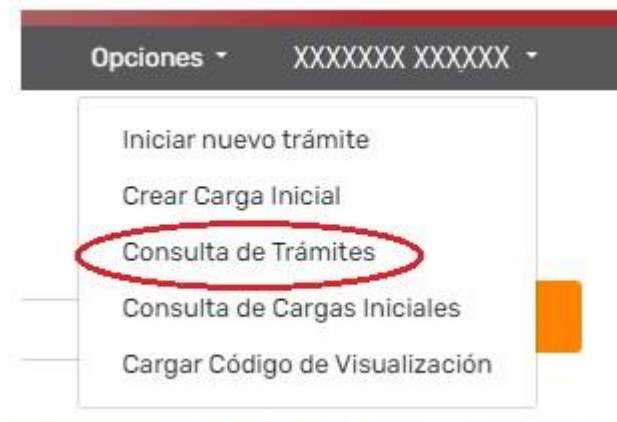 Opciones XXXXXXX XXXXXX
Iniciar nuevo trámite
Crear Carga Inicial
Consulta de Trámites
Consulta de Cargas Iniciales
Cargar Código de Visualización